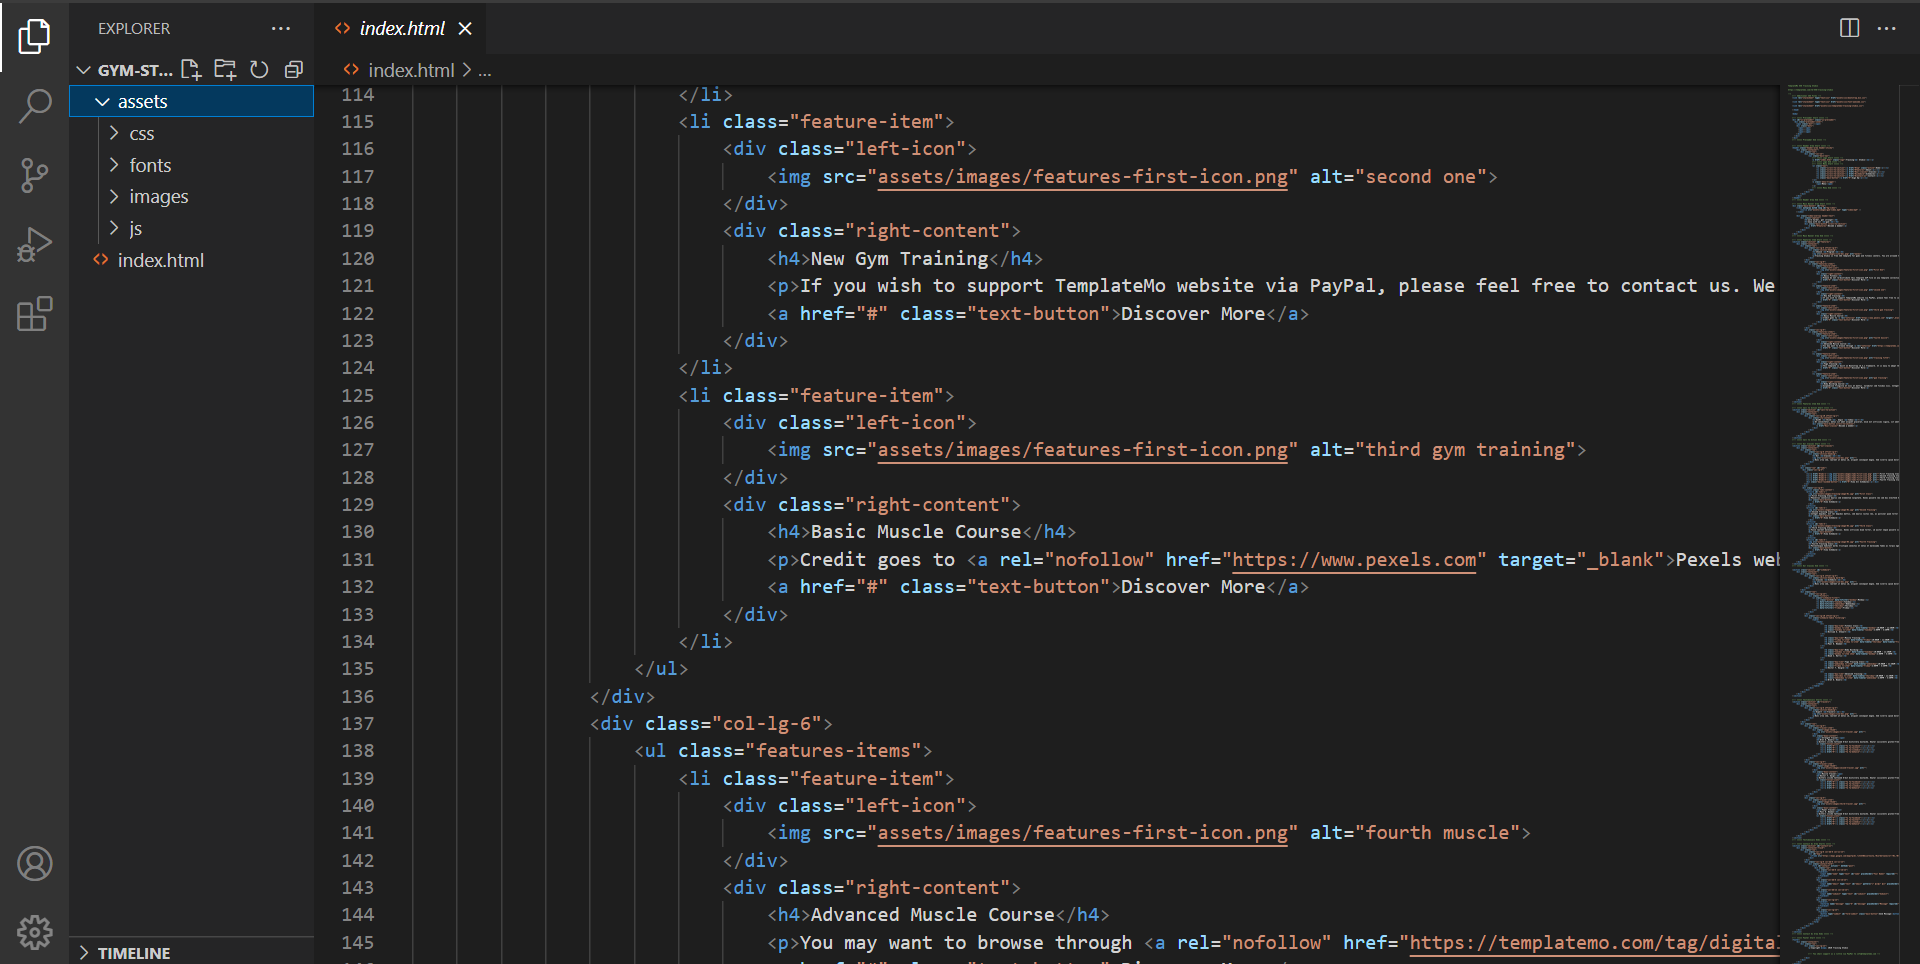 EXPLORER
GYM-ST...
assets
css
fonts
images
js
index.html
TIMELINE
index.html
index.html > ...
114 </li>
115 <li class="feature-item">
116 <div class="left-icon">
117 <img src="assets/images/features-first-icon.png" alt="second one">
118 </div>
119 <div class="right-content">
120 <h4>New Gym Training</h4>
121 <p>If you wish to support TemplateMo website via PayPal, please feel free to contact us. We
122 <a href="#" class="text-button">Discover More</a>
123 </div>
124 </li>
125 <li class="feature-item">
126 <div class="left-icon">
127 <img src="assets/images/features-first-icon.png" alt="third gym training">
128 </div>
129 <div class="right-content">
130 <h4>Basic Muscle Course</h4>
131 <p>Credit goes to <a rel="nofollow" href="https://www.pexels.com" target="_blank">Pexels web
132 <a href="#" class="text-button">Discover More</a>
133 </div>
134 </li>
135 </ul>
136 </div>
137 <div class="col-lg-6">
138 <ul class="features-items">
139 <li class="feature-item">
140 <div class="left-icon">
141 <img src="assets/images/features-first-icon.png" alt="fourth muscle">
142 </div>
143 <div class="right-content">
144 <h4>Advanced Muscle Course</h4>
145 <p>You may want to browse through <a rel="nofollow" href="https://templatemo.com/tag/digital